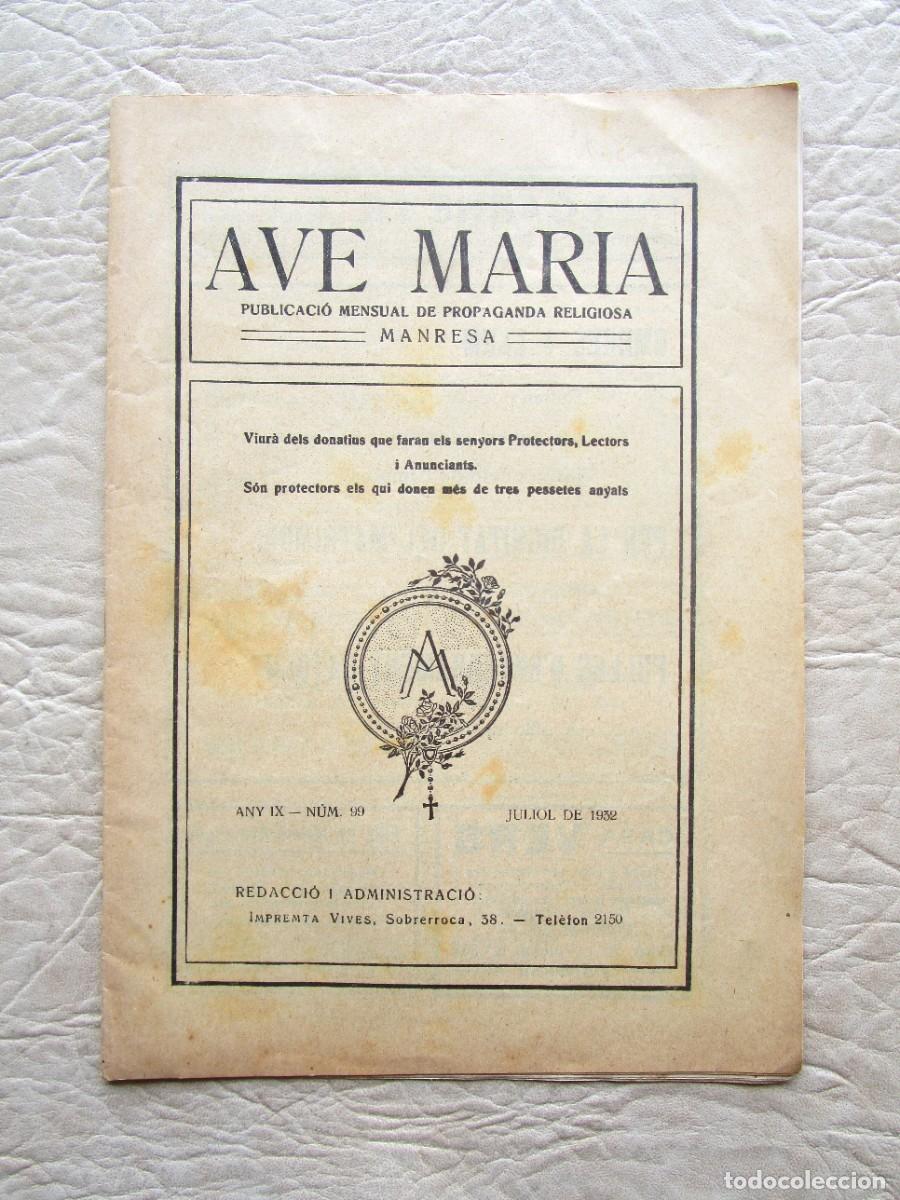 AVE MARIA
PUBLICACIÓ MENSUAL DE PROPAGANDA RELIGIOSA
MANRESA
Viurà dels donatius que faran els senyors Protectors, Lectors
i Anunciants.
Són protectors els qui donen més de tres pessetes anyals
AM
ANY IX — NÚM. 99 JULIOL DE 1932
REDACCIÓ I ADMINISTRACIÓ:
IMPREMTA VIVES, Sobrerroca, 38. — Telèfon 2150
todocoleccion